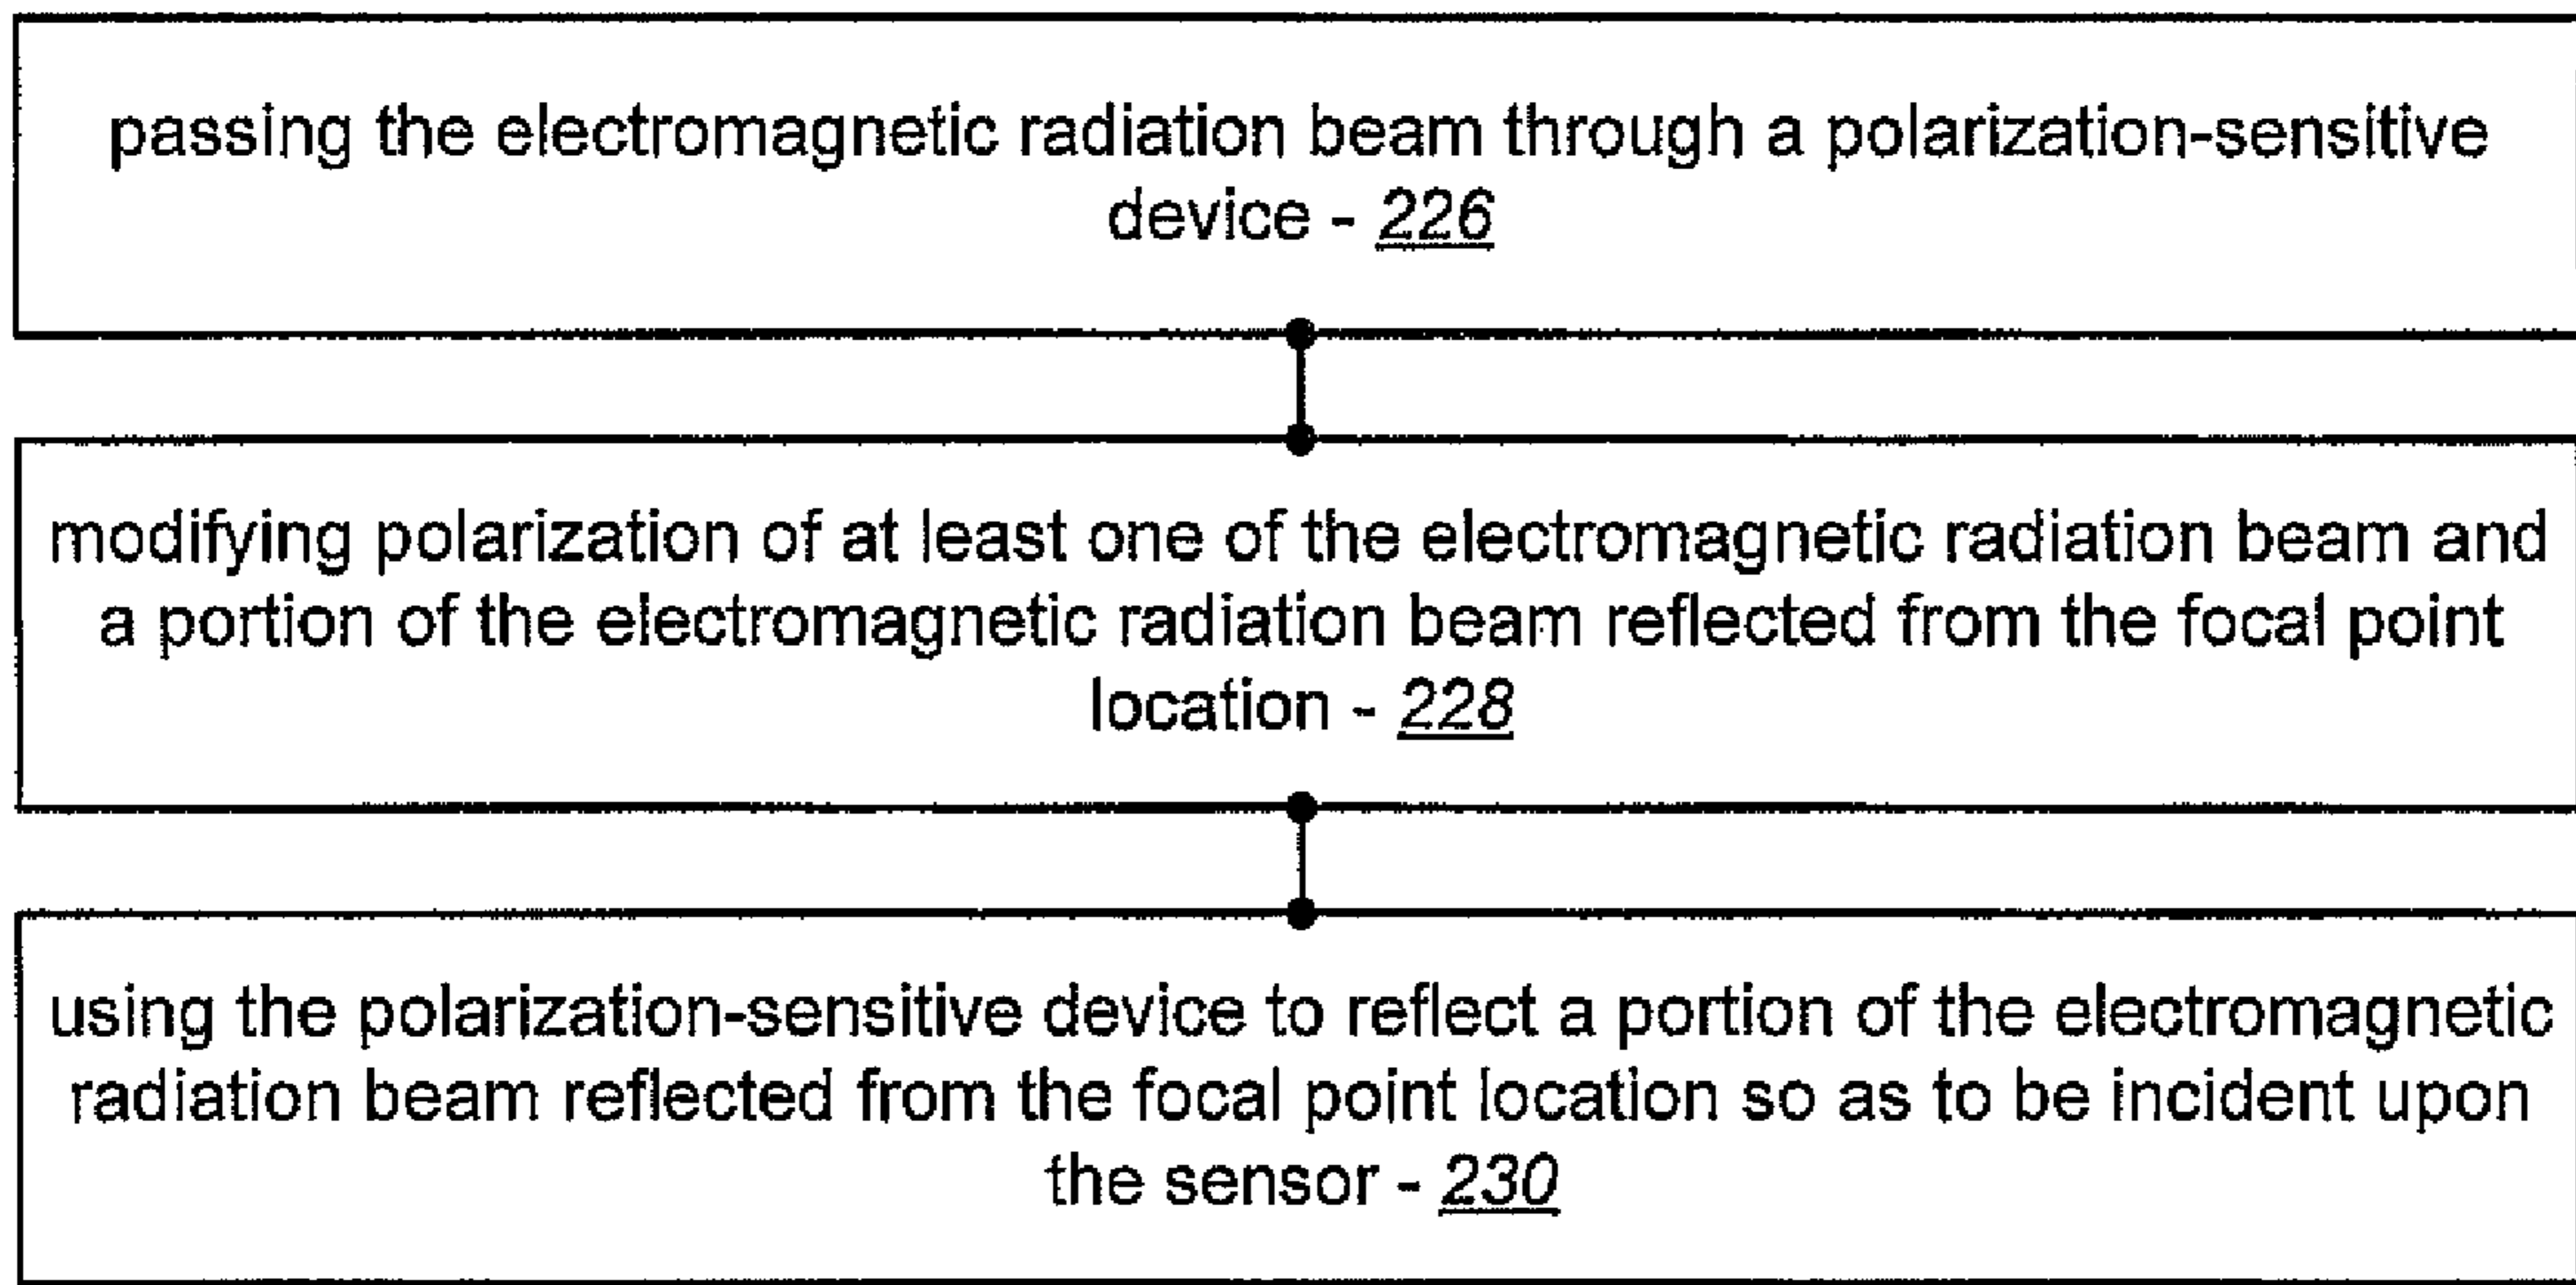 passing the electromagnetic radiation beam through a polarization-sensitive
device - 226
modifying polarization of at least one of the electromagnetic radiation beam and
a portion of the electromagnetic radiation beam reflected from the focal point
location - 228
using the polarization-sensitive device to reflect a portion of the electromagnetic
radiation beam reflected from the focal point location so as to be incident upon
the sensor - 230